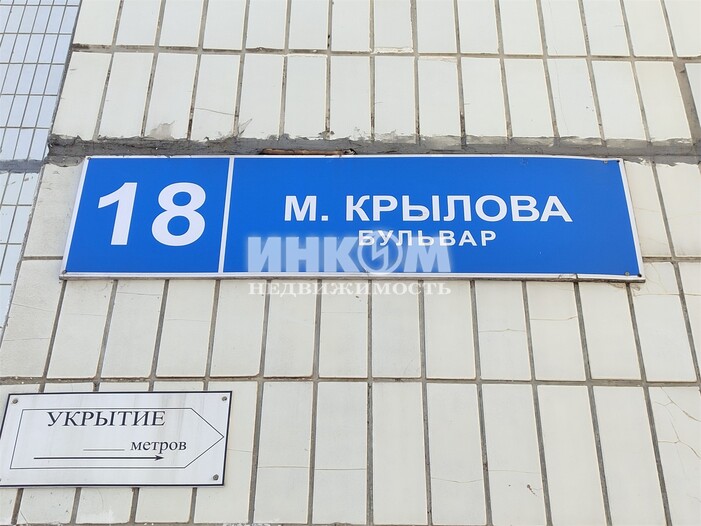 18
М. КРЫЛОВА
БУЛЬВАР
ИНКОМ
НЕДВИЖИМОСТЬ
УКРЫТИЕ
метров